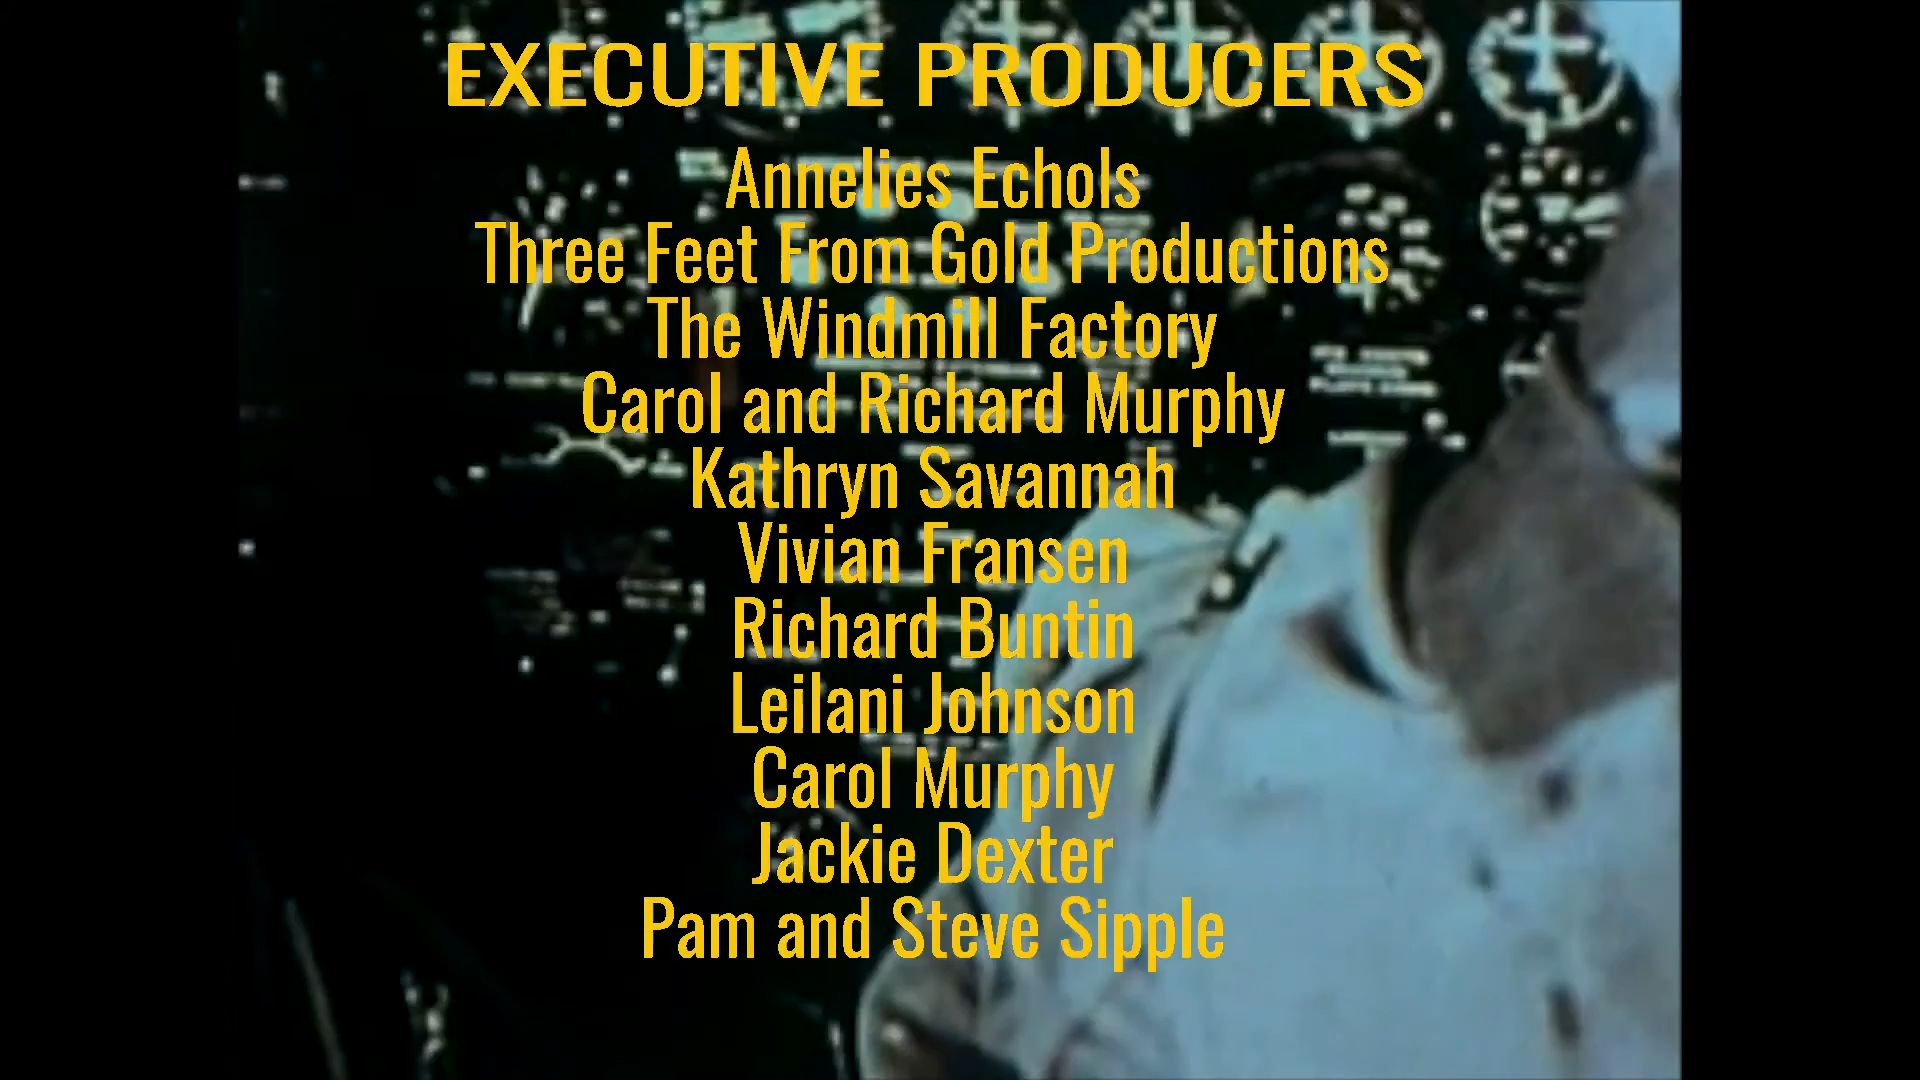 EXECUTIVE PRODUCERS
Annelies Echols
Three Feet From Gold Productions
The Windmill Factory
Carol and Richard Murphy
Kathryn Savannah
Vivian Fransen
Richard Buntin
Leilani Johnson
Carol Murphy
Jackie Dexter
Pam and Steve Sipple